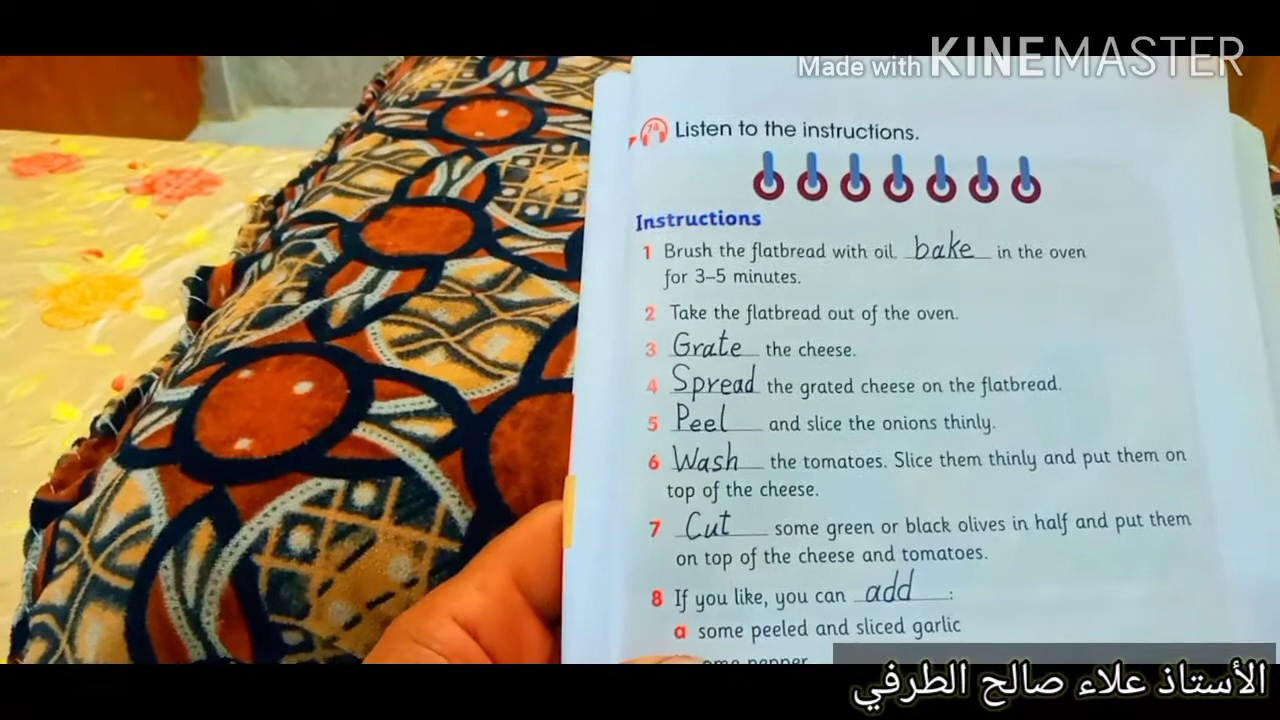 Made with KINEMASTER
74 Listen to the instructions.
Instructions
1 Brush the flatbread with oil. bake in the oven
for 3–5 minutes.
2 Take the flatbread out of the oven.
3 Grate the cheese.
4 Spread the grated cheese on the flatbread.
5 Peel and slice the onions thinly.
6 Wash the tomatoes. Slice them thinly and put them on
top of the cheese.
7 Cut some green or black olives in half and put them
on top of the cheese and tomatoes.
8 If you like, you can add :
a some peeled and sliced garlic
الأستاذ علاء صالح الطرفي